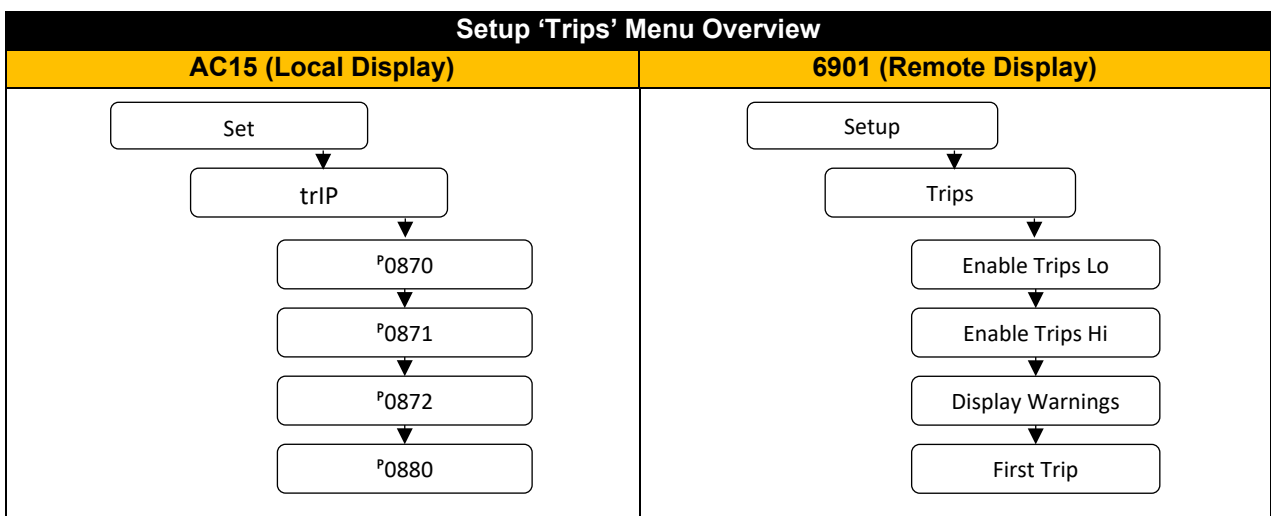 Setup ‘Trips’ Menu Overview
AC15 (Local Display)
6901 (Remote Display)
Set
trIP
ᴾ0870
ᴾ0871
ᴾ0872
ᴾ0880
Setup
Trips
Enable Trips Lo
Enable Trips Hi
Display Warnings
First Trip